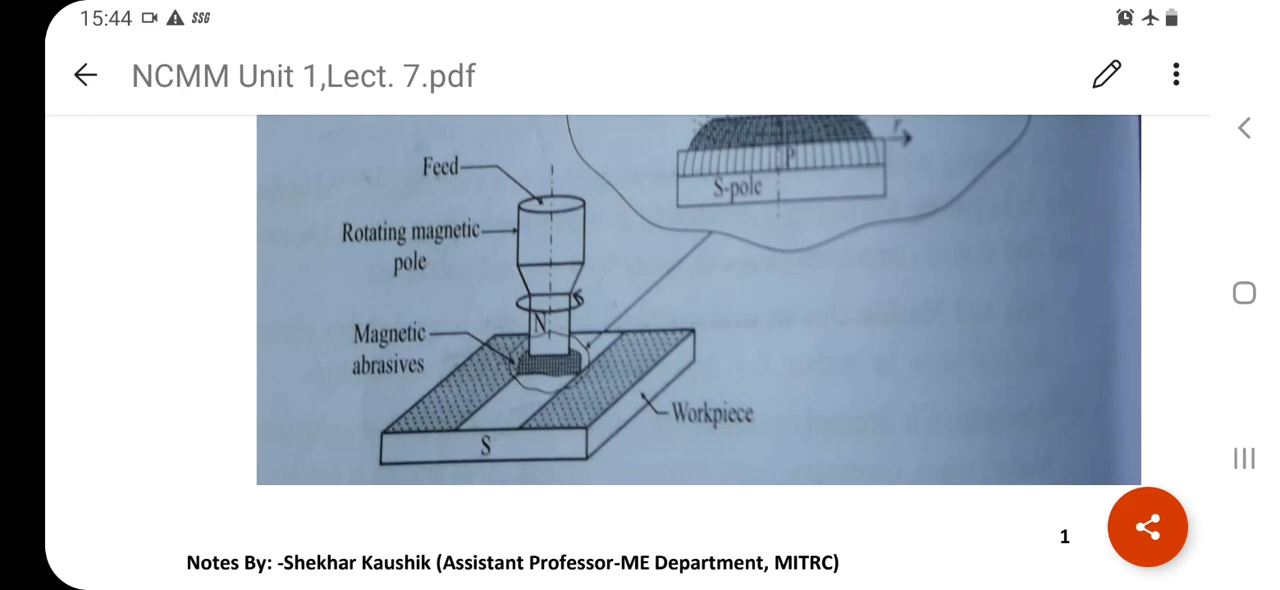 15:44 SSG
NCMM Unit 1,Lect. 7.pdf
r
P
S-pole
Feed
Rotating magnetic
pole
N
Magnetic
abrasives
Workpiece
S
1
Notes By: -Shekhar Kaushik (Assistant Professor-ME Department, MITRC)